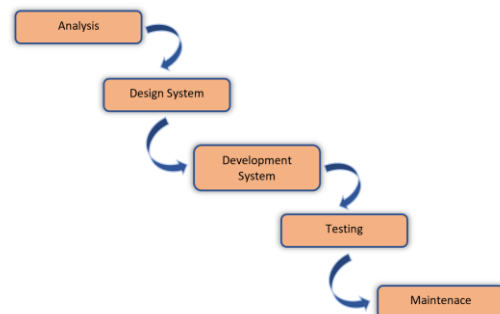 Analysis
Design System
Development
System
Testing
Maintenace